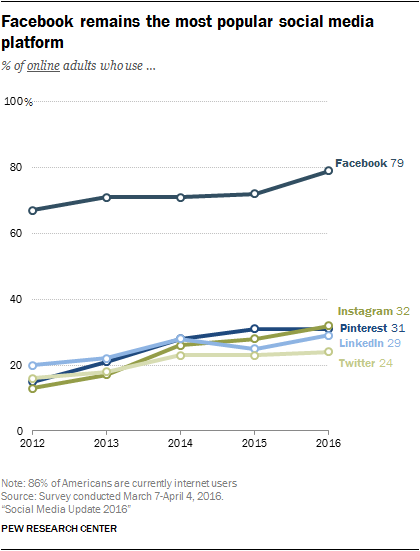 Facebook remains the most popular social media
platform
% of online adults who use ...
100%
80
60
40
20
0
Facebook 79
Instagram 32
Pinterest 31
LinkedIn 29
Twitter 24
2012 2013 2014 2015 2016
Note: 86% of Americans are currently internet users
Source: Survey conducted March 7-April 4, 2016.
“Social Media Update 2016”
PEW RESEARCH CENTER